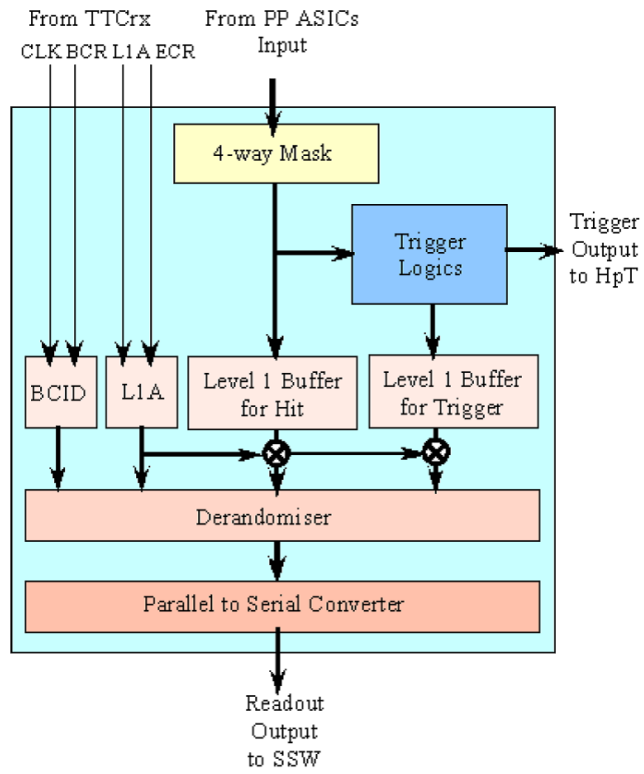 From TTCrx
CLK BCR L1A ECR
From PP ASICs
Input
4-way Mask
Trigger
Logics
Trigger
Output
to HpT
BCID
L1A
Level 1 Buffer
for Hit
Level 1 Buffer
for Trigger
Derandomiser
Parallel to Serial Converter
Readout
Output
to SSW